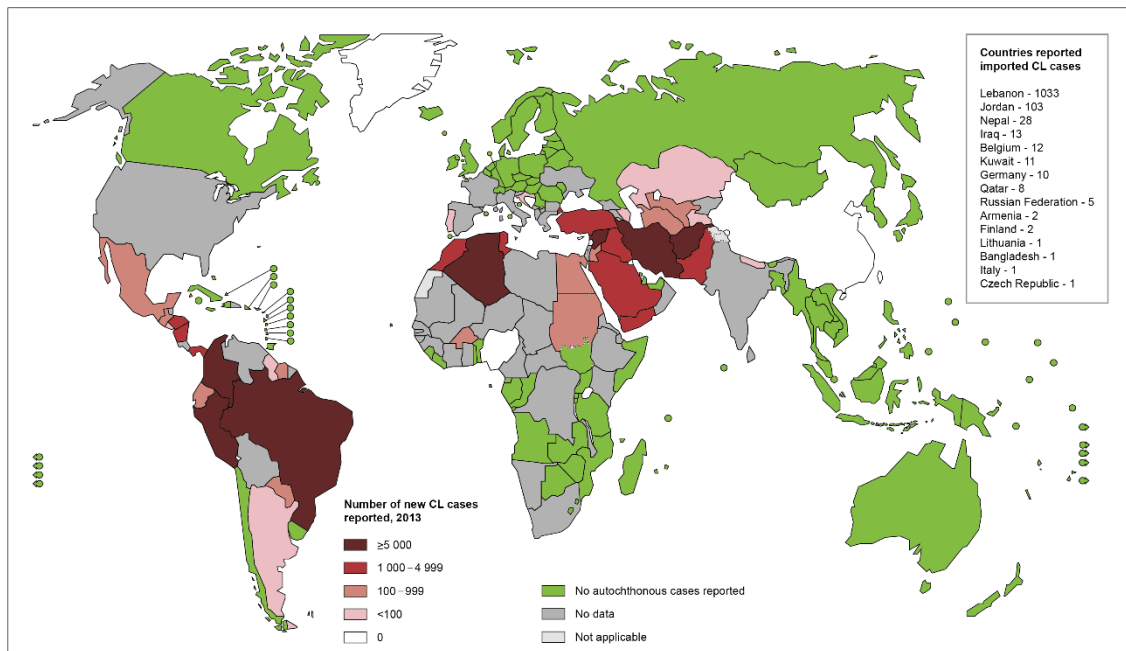 Countries reported
imported CL cases
Lebanon - 1033
Jordan - 103
Nepal - 28
Iraq - 13
Belgium - 12
Kuwait - 11
Germany - 10
Qatar - 8
Russian Federation - 5
Armenia - 2
Finland - 2
Lithuania - 1
Bangladesh - 1
Italy - 1
Czech Republic - 1
Number of new CL cases
reported, 2013
≥5 000
1 000 – 4 999
100 – 999
<100
0
No autochthonous cases reported
No data
Not applicable